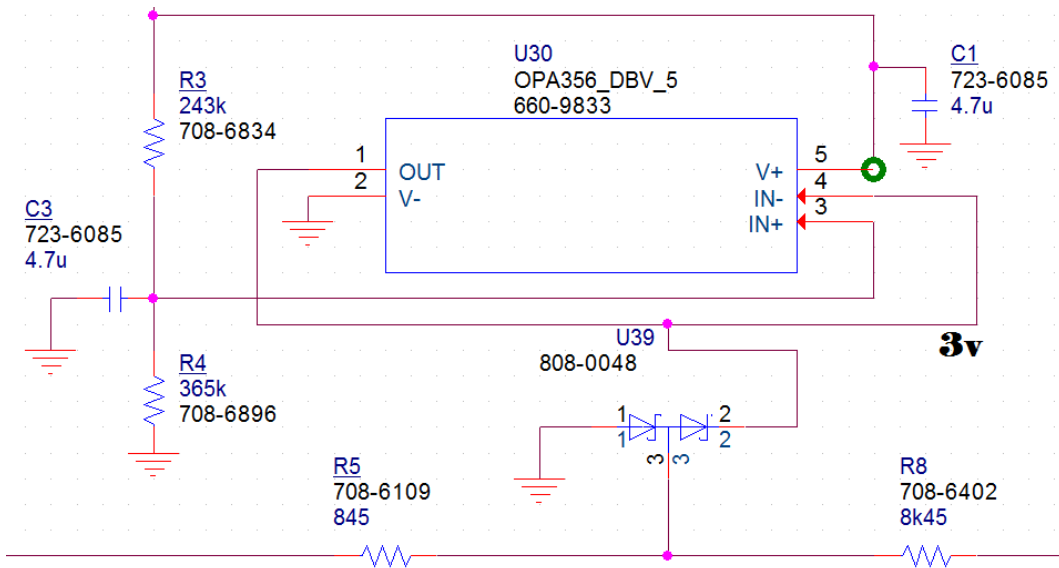 U30
OPA356_DBV_5
660-9833
C1
723-6085
4.7u
R3
243k
708-6834
1
OUT
2
V-
V+
5
IN-
4
IN+
3
C3
723-6085
4.7u
R4
365k
708-6896
U39
808-0048
3v
1
2
1
2
3
3
R5
708-6109
845
R8
708-6402
8k45